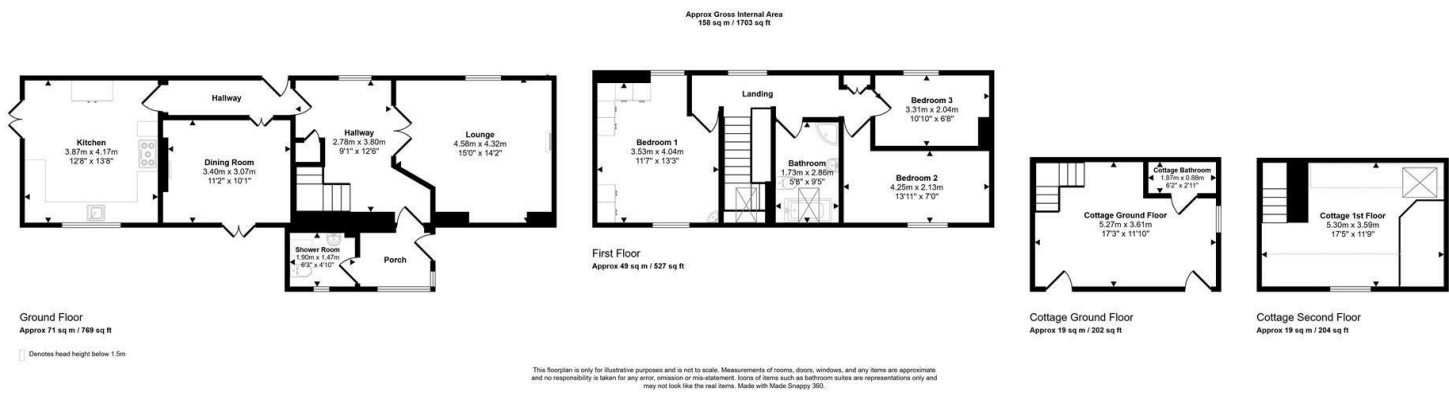 Approx Gross Internal Area
158 sq m / 1703 sq ft
Hallway
Kitchen
3.87m x 4.17m
12'8" x 13'8"
Dining Room
3.40m x 3.07m
11'2" x 10'1"
Hallway
2.78m x 3.80m
9'1" x 12'6"
Lounge
4.58m x 4.32m
15'0" x 14'2"
Shower Room
1.90m x 1.47m
6'3" x 4'10"
Porch
Ground Floor
Approx 71 sq m / 769 sq ft
Denotes head height below 1.5m
Landing
Bedroom 1
3.53m x 4.04m
11'7" x 13'3"
Bathroom
1.73m x 2.86m
5'8" x 9'5"
Bedroom 3
3.31m x 2.04m
10'10" x 6'8"
Bedroom 2
4.25m x 2.13m
13'11" x 7'0"
First Floor
Approx 49 sq m / 527 sq ft
Cottage Bathroom
1.87m x 0.88m
6'2" x 2'11"
Cottage Ground Floor
5.27m x 3.61m
17'3" x 11'10"
Cottage Ground Floor
Approx 19 sq m / 202 sq ft
Cottage 1st Floor
5.30m x 3.59m
17'5" x 11'9"
Cottage Second Floor
Approx 19 sq m / 204 sq ft
This floorplan is only for illustrative purposes and is not to scale. Measurements of rooms, doors, windows, and any items are approximate
and no responsibility is taken for any error, omission or mis-statement. Icons of items such as bathroom suites are representations only and
may not look like the real items. Made with Made Snappy 360.